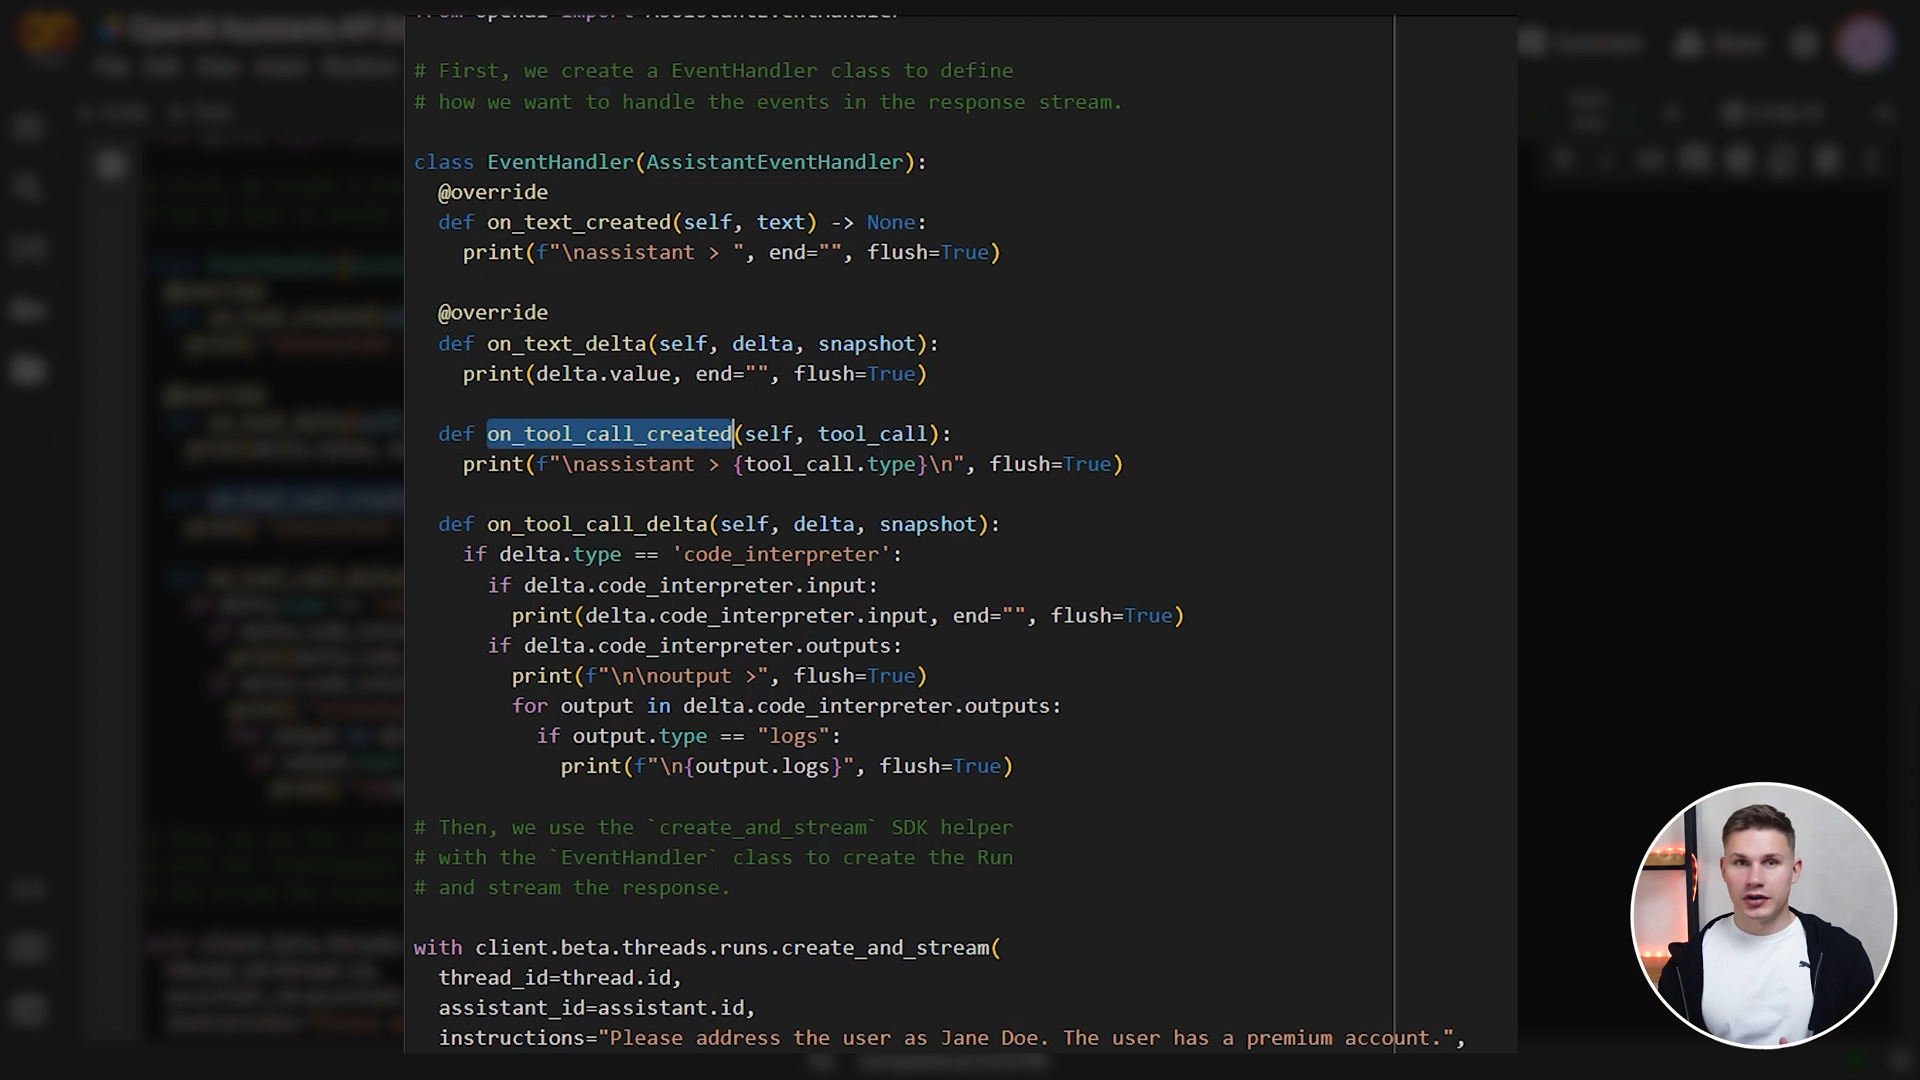 from openai import AssistantEventHandler
# First, we create a EventHandler class to define
# how we want to handle the events in the response stream.
class EventHandler(AssistantEventHandler):
@override
def on_text_created(self, text) -> None:
print(f"\nassistant > ", end="", flush=True)
@override
def on_text_delta(self, delta, snapshot):
print(delta.value, end="", flush=True)
def on_tool_call_created(self, tool_call):
print(f"\nassistant > {tool_call.type}\n", flush=True)
def on_tool_call_delta(self, delta, snapshot):
if delta.type == 'code_interpreter':
if delta.code_interpreter.input:
print(delta.code_interpreter.input, end="", flush=True)
if delta.code_interpreter.outputs:
print(f"\n\noutput >", flush=True)
for output in delta.code_interpreter.outputs:
if output.type == "logs":
print(f"\n{output.logs}", flush=True)
# Then, we use the `create_and_stream` SDK helper
# with the `EventHandler` class to create the Run
# and stream the response.
with client.beta.threads.runs.create_and_stream(
thread_id=thread.id,
assistant_id=assistant.id,
instructions="Please address the user as Jane Doe. The user has a premium account.",